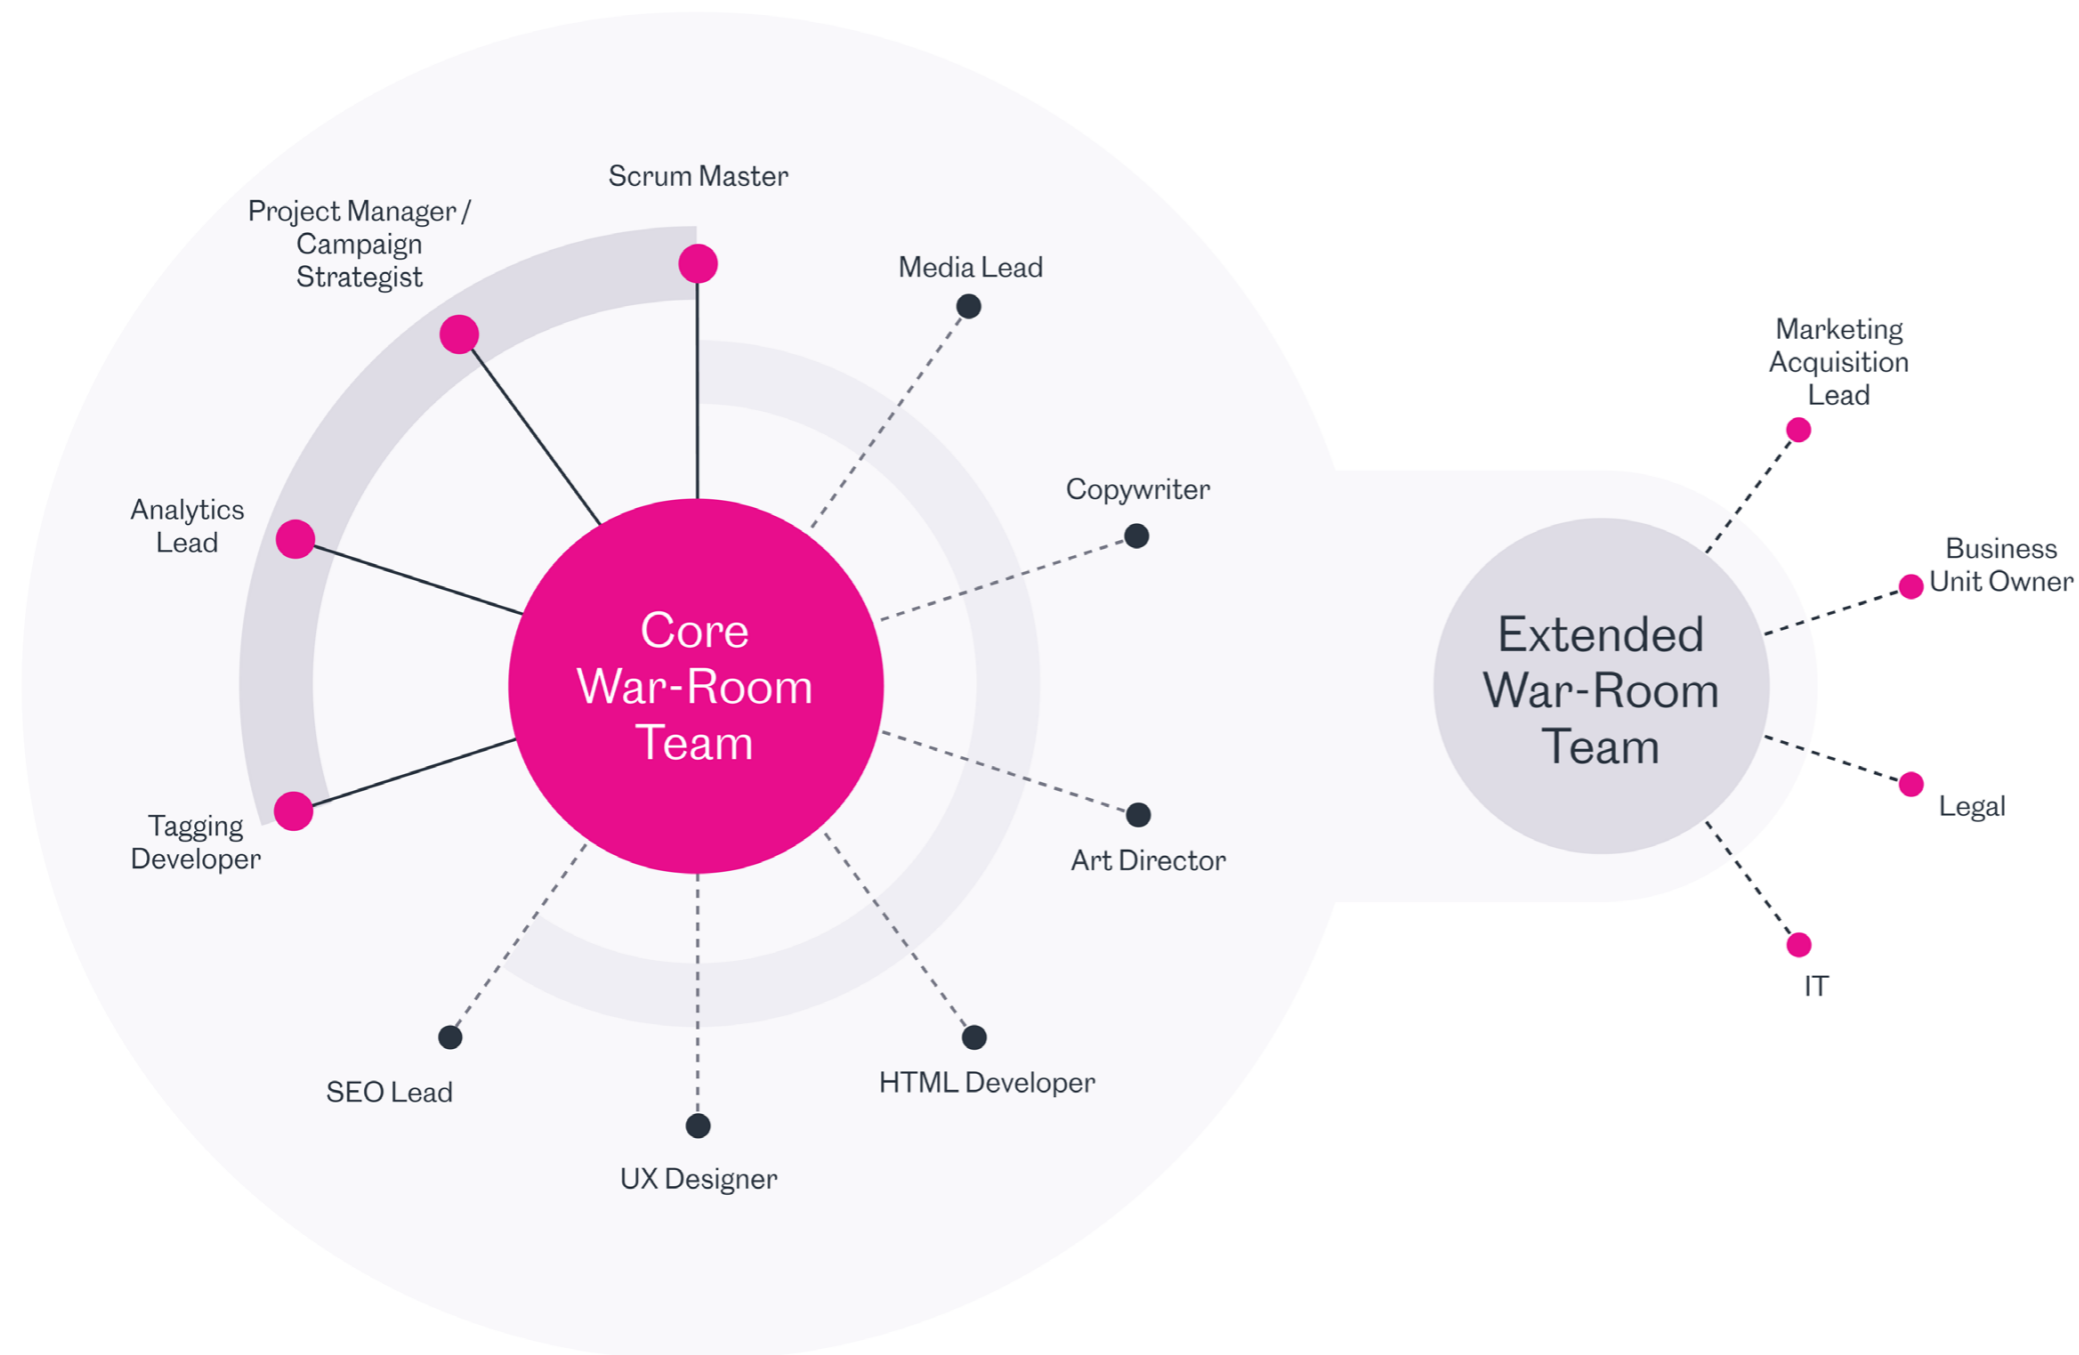 Scrum Master
Project Manager /
Campaign
Strategist
Media Lead
Analytics
Lead
Copywriter
Core
War-Room
Team
Tagging
Developer
Art Director
SEO Lead
HTML Developer
UX Designer
Marketing
Acquisition
Lead
Business
Unit Owner
Extended
War-Room
Team
Legal
IT